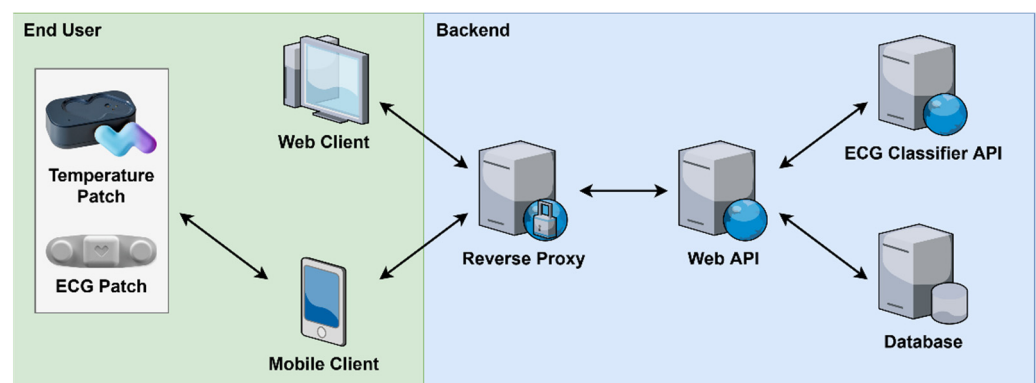 End User
Backend
Web Client
ECG Classifier API
Temperature
Patch
ECG Patch
Reverse Proxy
Web API
Mobile Client
Database